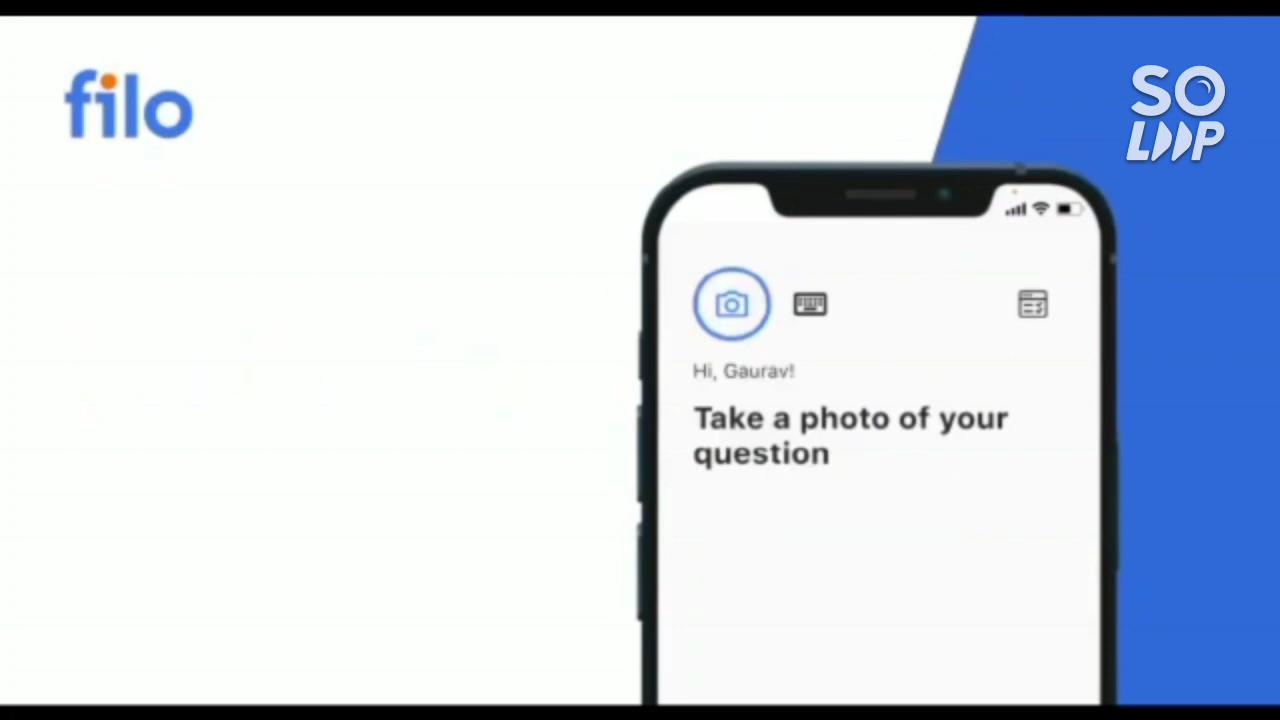 filo
SO
LOOP
Hi, Gaurav!
Take a photo of your
question